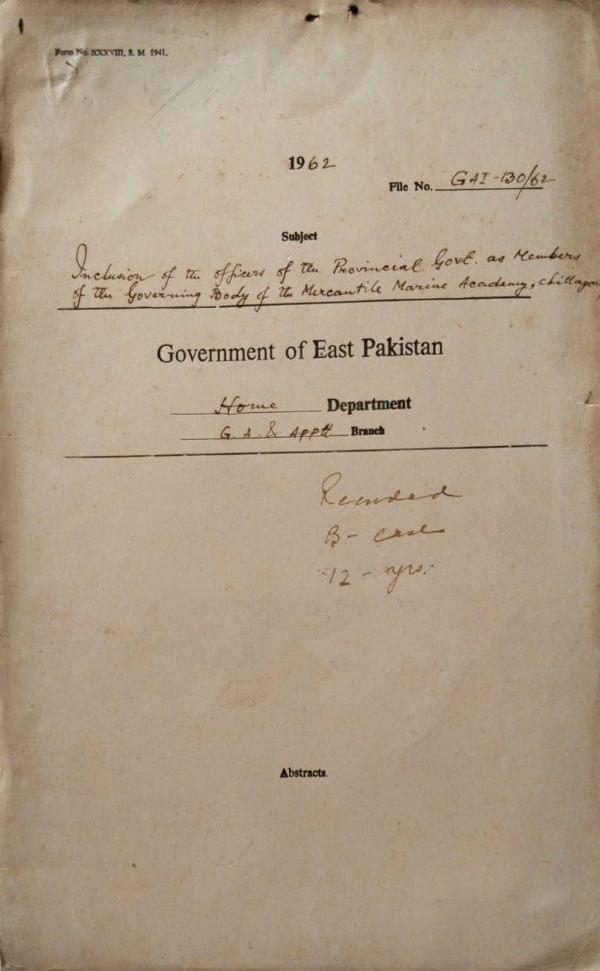 Form No. XXXVIII, S. M. 1941.
1962
File No. GAI-130/62
Subject
Inclusion of the officers of the Provincial Govt. as Members
of the Governing Body of the Mercantile Marine Academy, Chittagon
Government of East Pakistan
Home Department
G. A. & Apptt Branch
Recorded
B - case
12 - yrs.
Abstracts.